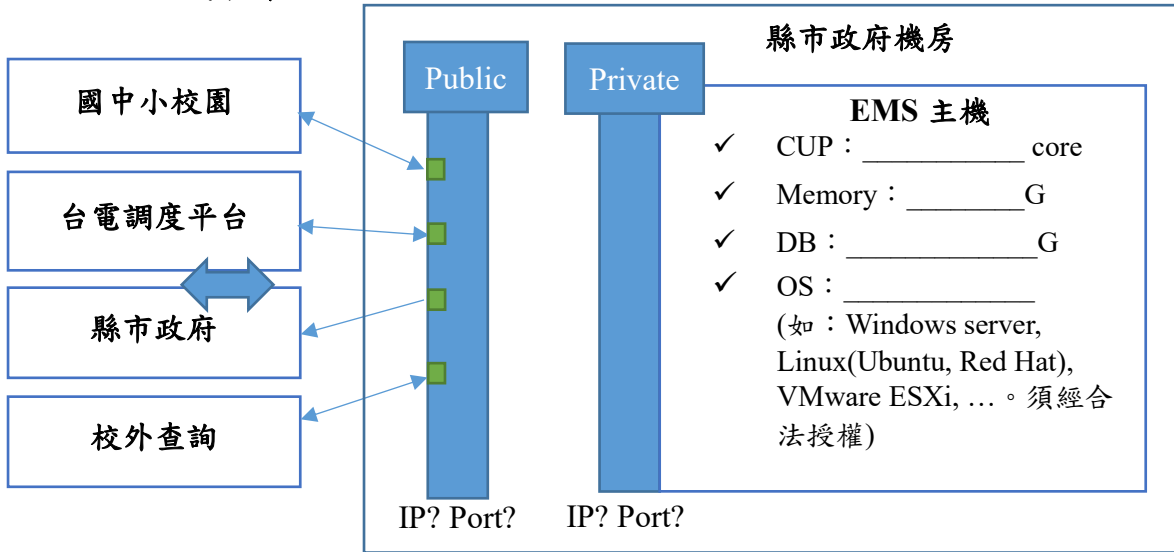 縣市政府機房
Public
Private
國中小校園
台電調度平台
縣市政府
校外查詢
EMS 主機
✓ CUP：___________ core
✓ Memory：________G
✓ DB：_____________G
✓ OS：_____________
(如：Windows server,
Linux(Ubuntu, Red Hat),
VMware ESXi, …。須經合
法授權)
IP? Port?
IP? Port?